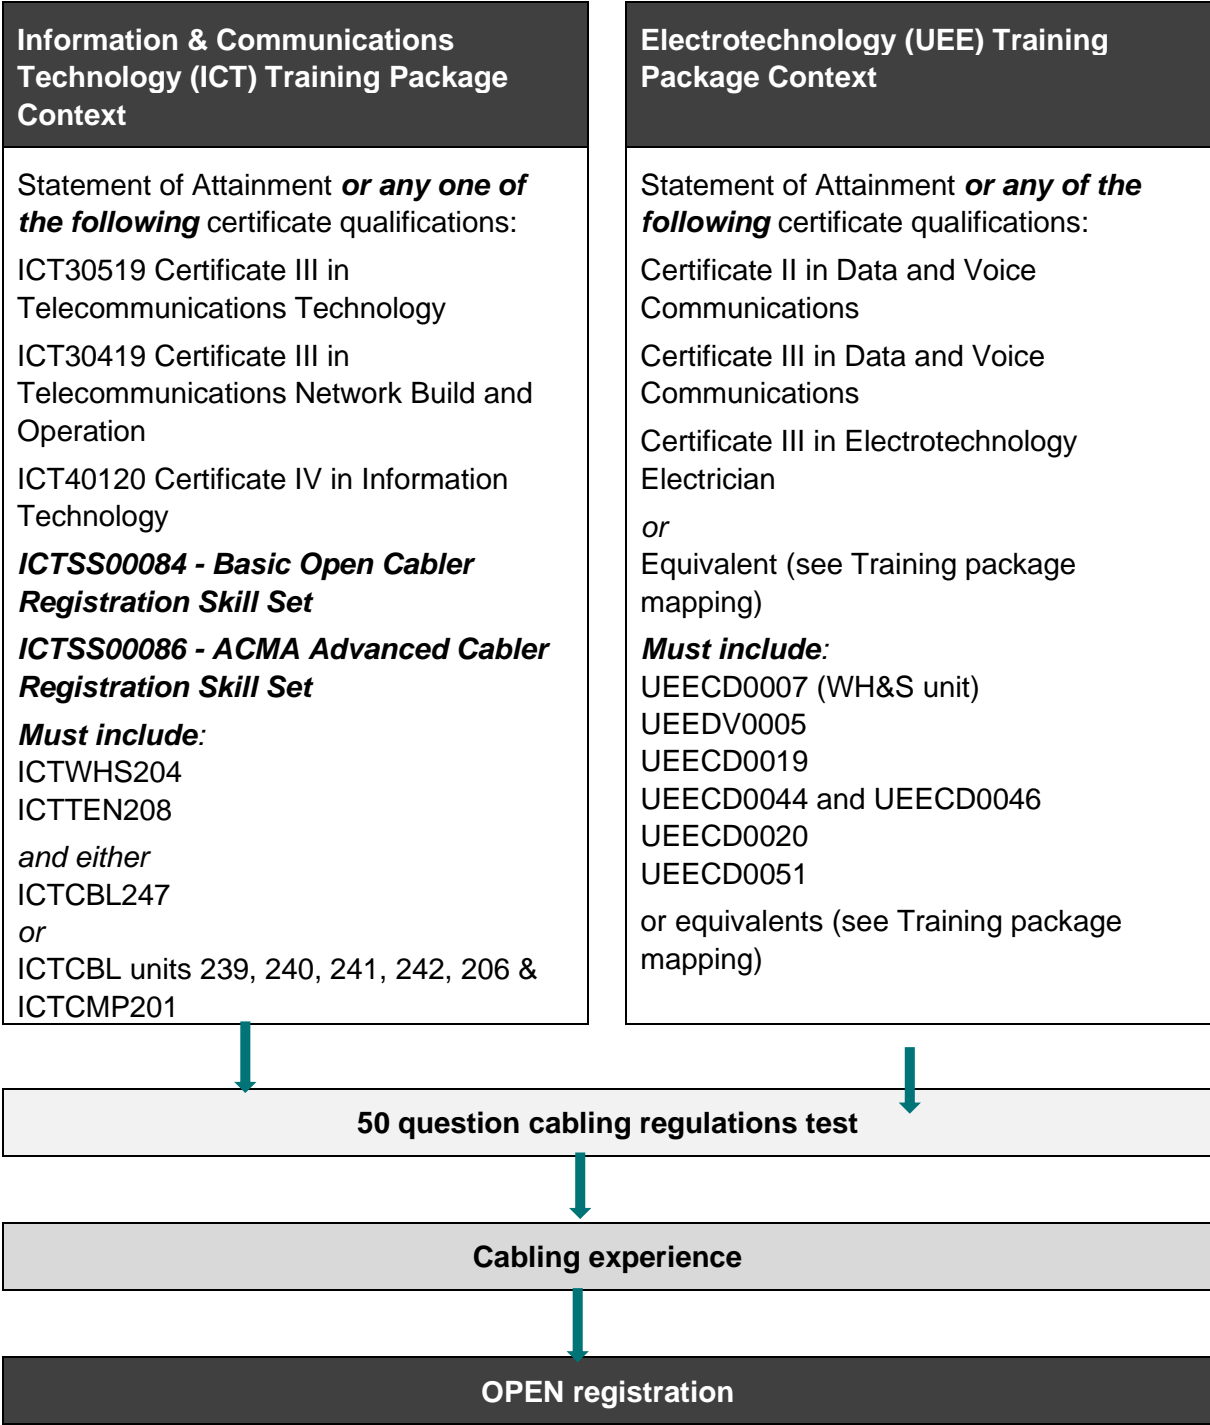 Information & Communications
Technology (ICT) Training Package
Context
Statement of Attainment or any one of
the following certificate qualifications:
ICT30519 Certificate III in
Telecommunications Technology
ICT30419 Certificate III in
Telecommunications Network Build and
Operation
ICT40120 Certificate IV in Information
Technology
ICTSS00084 - Basic Open Cabler
Registration Skill Set
ICTSS00086 - ACMA Advanced Cabler
Registration Skill Set
Must include:
ICTWHS204
ICTTEN208
and either
ICTCBL247
or
ICTCBL units 239, 240, 241, 242, 206 &
ICTCMP201
Electrotechnology (UEE) Training
Package Context
Statement of Attainment or any of the
following certificate qualifications:
Certificate II in Data and Voice
Communications
Certificate III in Data and Voice
Communications
Certificate III in Electrotechnology
Electrician
or
Equivalent (see Training package
mapping)
Must include:
UEECD0007 (WH&S unit)
UEEDV0005
UEECD0019
UEECD0044 and UEECD0046
UEECD0020
UEECD0051
or equivalents (see Training package
mapping)
50 question cabling regulations test
Cabling experience
OPEN registration